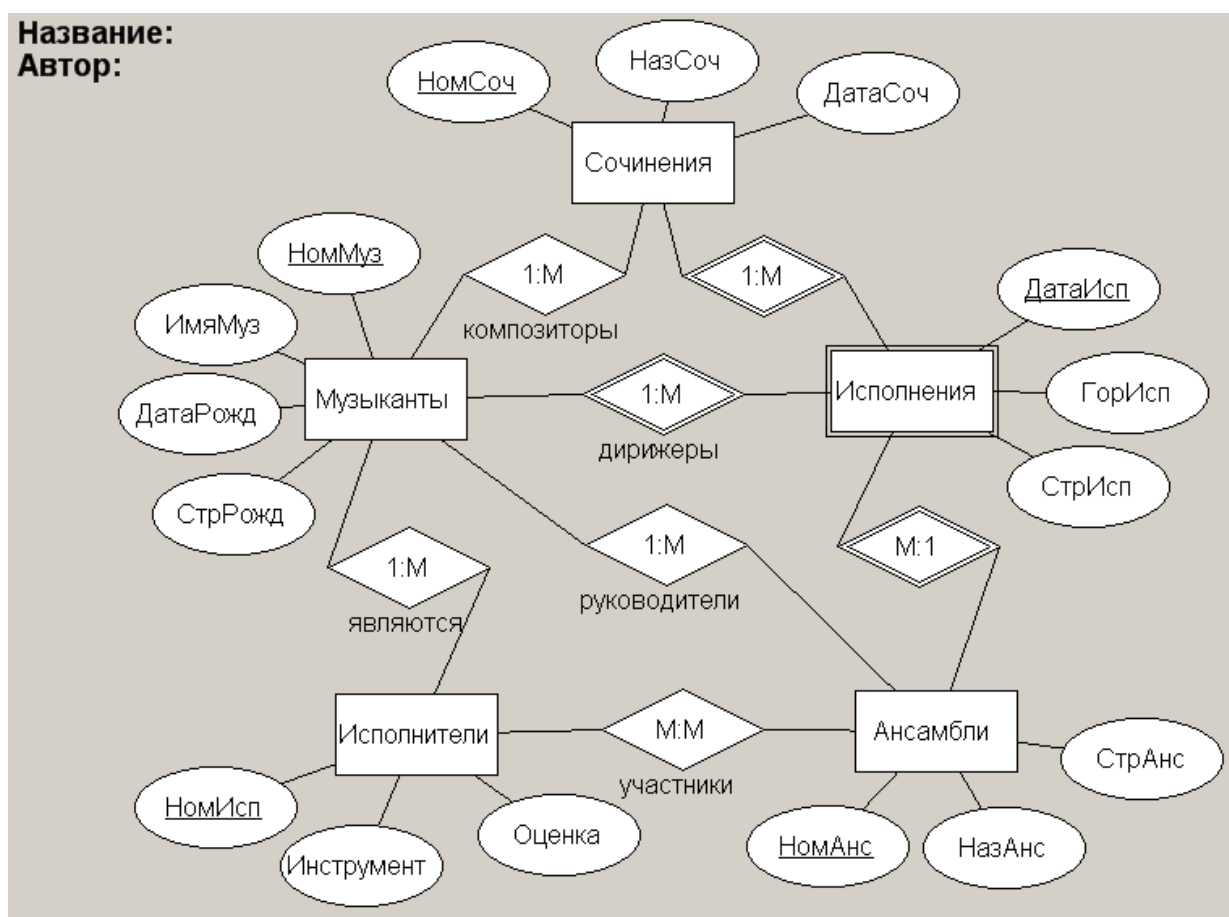 Название:
Автор:
НомСоч
НазСоч
ДатаСоч
Сочинения
НомМуз
1:М
1:М
ДатаИсп
ИмяМуз
композиторы
Музыканты
1:М
Исполнения
ГорИсп
ДатаРожд
дирижеры
СтрРожд
СтрИсп
1:М
1:М
М:1
являются
руководители
Исполнители
М:М
Ансамбли
СтрАнс
участники
НомИсп
Оценка
НомАнс
НазАнс
Инструмент